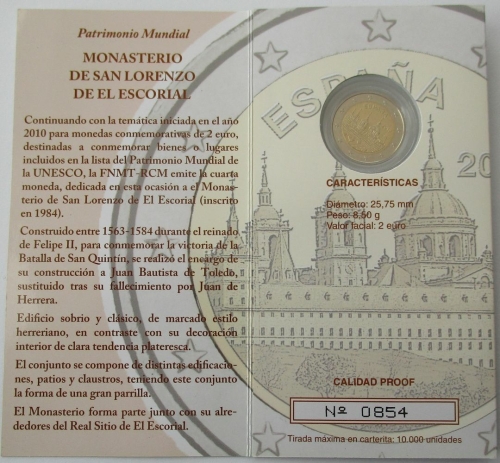 Patrimonio Mundial
MONASTERIO
DE SAN LORENZO
DE EL ESCORIAL
Continuando con la temática iniciada en el año
2010 para monedas conmemorativas de 2 euro,
destinadas a conmemorar bienes o lugares
incluidos en la lista del Patrimonio Mundial de
la UNESCO, la FNMT-RCM emite la cuarta
moneda, dedicada en esta ocasión a el Monas-
terio de San Lorenzo de El Escorial (inscrito
en 1984).
Construido entre 1563-1584 durante el reinado
de Felipe II, para conmemorar la victoria de la
Batalla de San Quintín, se realizó el encargo de
su construcción a Juan Bautista de Toledo,
sustituido tras su fallecimiento por Juan de
Herrera.
Edificio sobrio y clásico, de marcado estilo
herreriano, en contraste con su decoración
interior de clara tendencia plateresca.
El conjunto se compone de distintas edificacio-
nes, patios y claustros, teniendo este conjunto
la forma de una gran parrilla.
El Monasterio forma parte junto con su alre-
dedores del Real Sitio de El Escorial.
ESPAÑA
20
CARACTERÍSTICAS
Diámetro: 25,75 mm
Peso: 8,50 g
Valor facial: 2 euro
CALIDAD PROOF
Nº 0854
Tirada máxima en carterita: 10.000 unidades